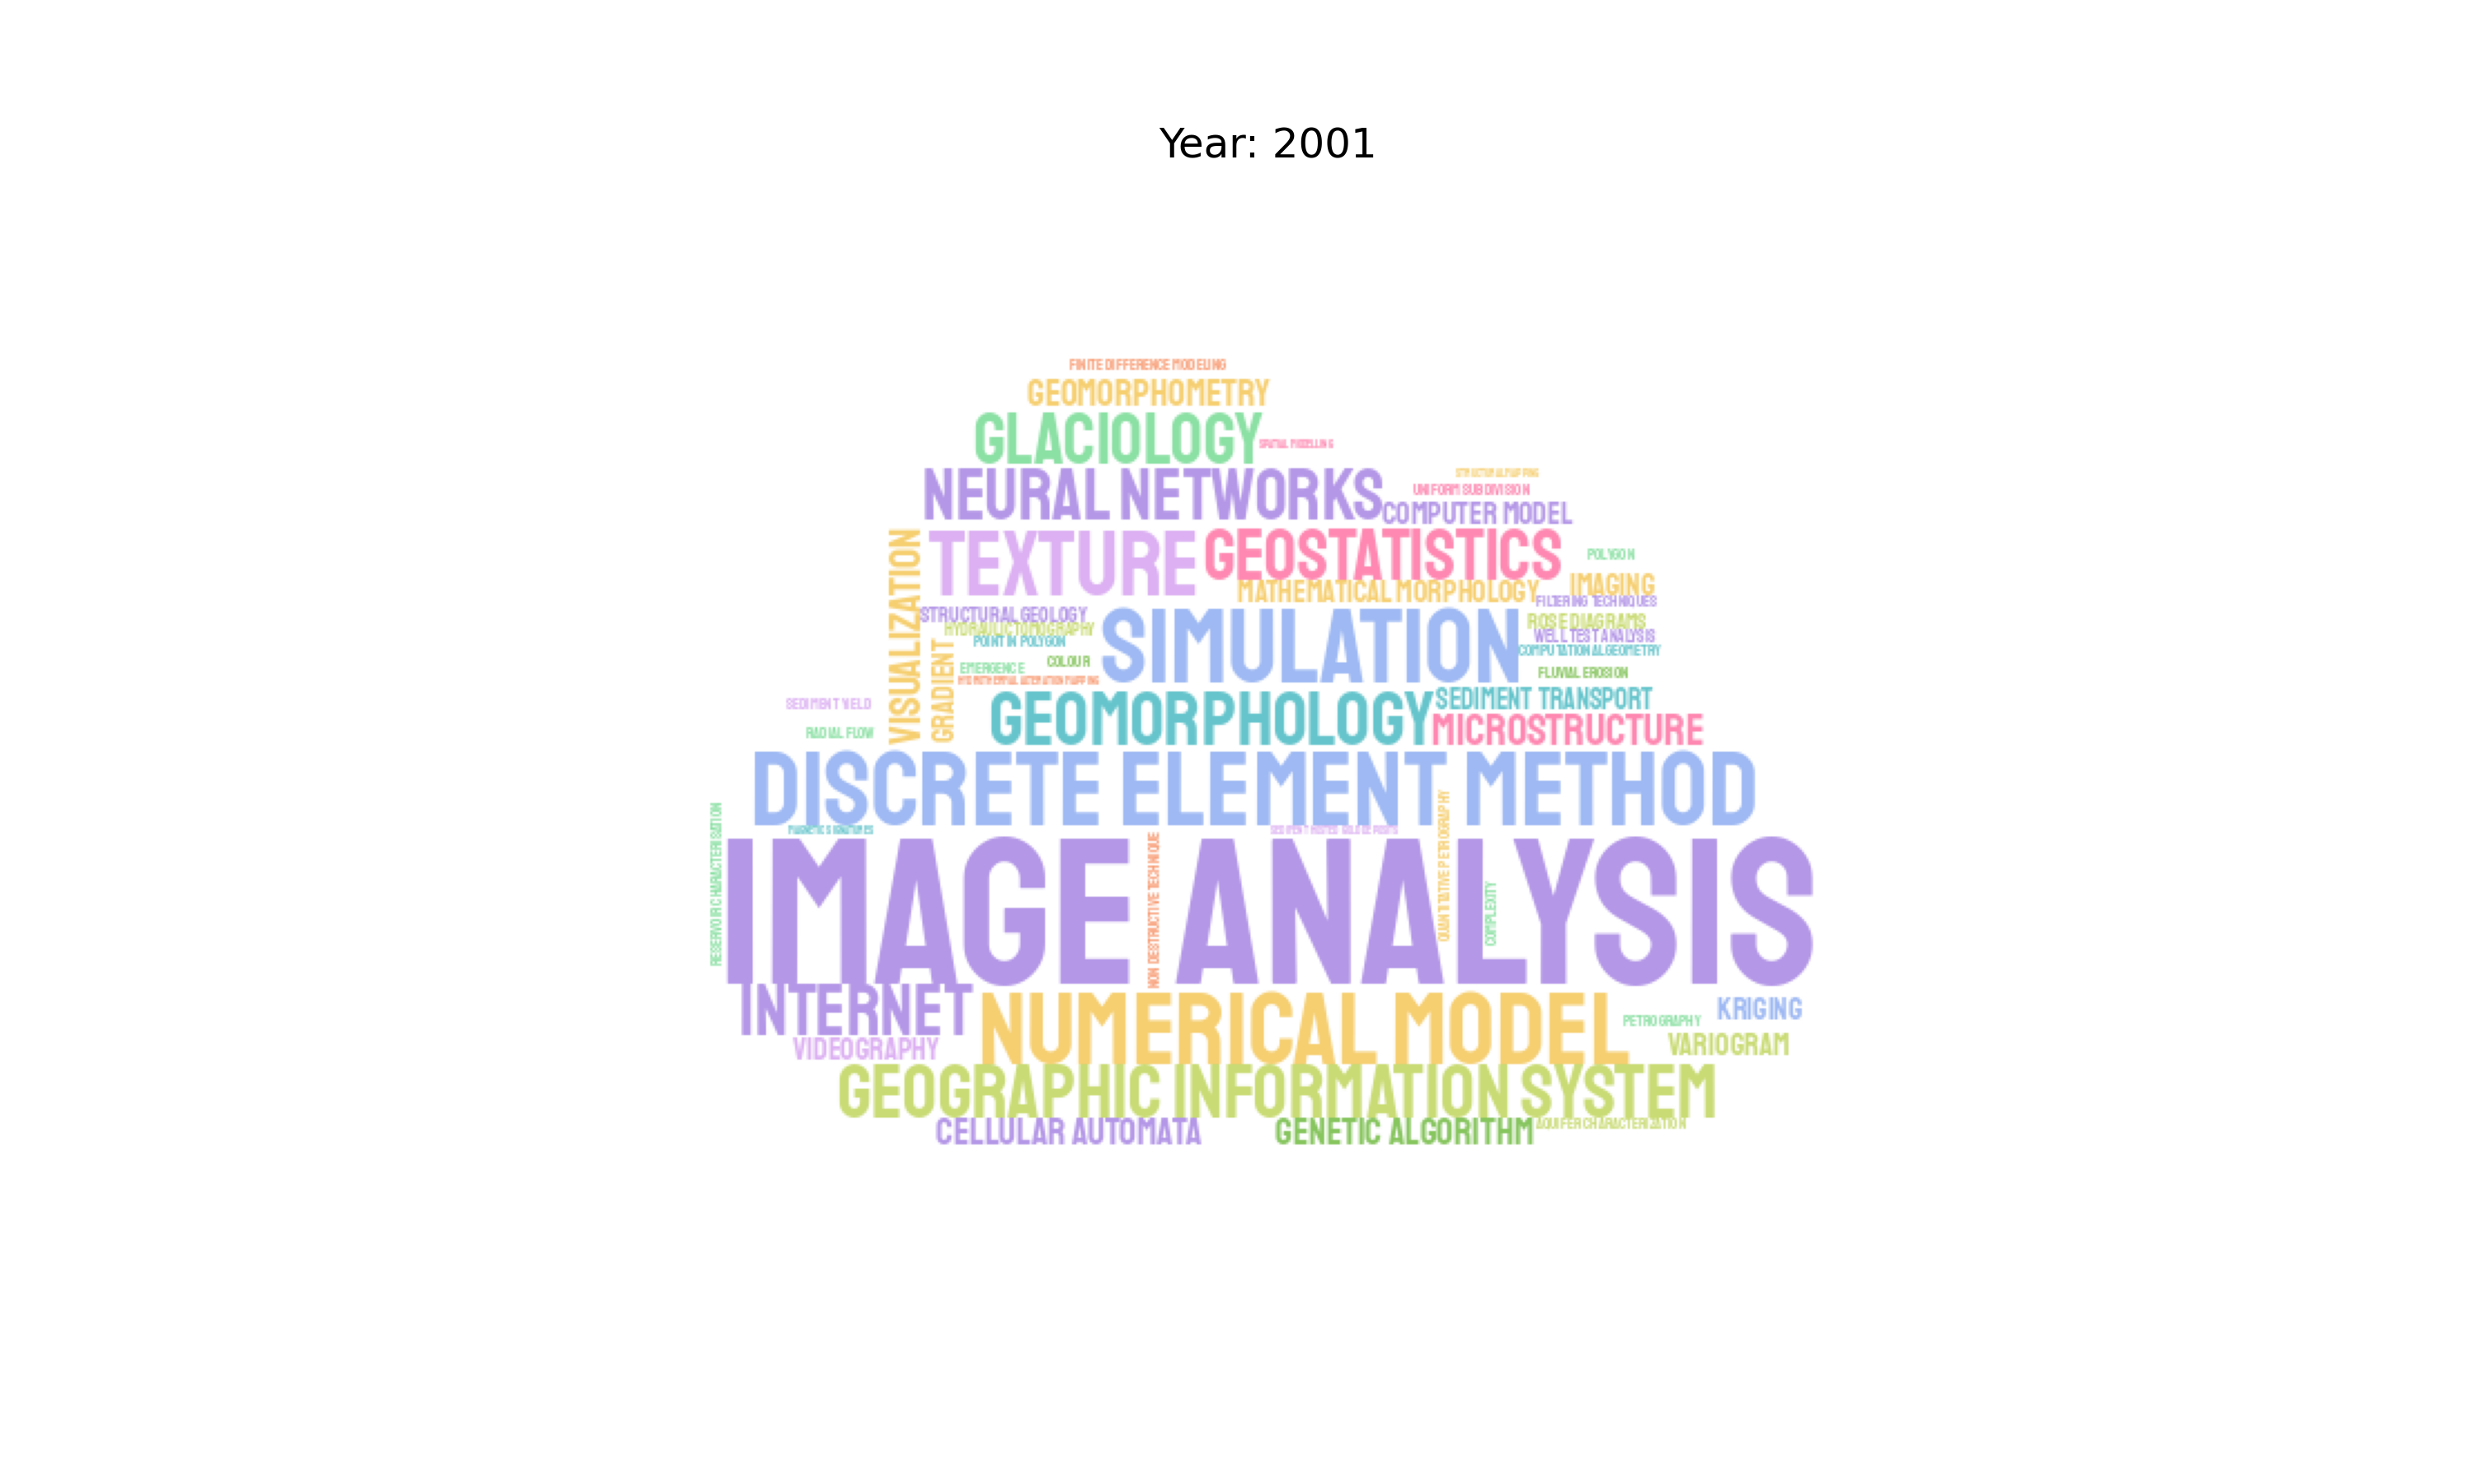 Year: 2001
FINITE DIFFERENCE MODELING
GEOMORPHOMETRY
GLACIOLOGY
SPATIAL MODELLING
NEURAL NETWORKS
STRUCTURAL MAPPING
UNIFORM SUBDIVISION
COMPUTER MODEL
VISUALIZATION
TEXTURE
GEOSTATISTICS
POLYGON
MATHEMATICAL MORPHOLOGY
IMAGING
FILTERING TECHNIQUES
STRUCTURAL GEOLOGY
HYDRAULIC TOMOGRAPHY
SIMULATION
ROSE DIAGRAMS
WELL TEST ANALYSIS
POINT IN POLYGON
COMPUTATIONAL GEOMETRY
GRADIENT
EMERGENCE
COLOUR
FLUVIAL EROSION
HYDROTHERMAL ALTERATION MAPPING
SEDIMENT YIELD
GEOMORPHOLOGY
SEDIMENT TRANSPORT
MICROSTRUCTURE
RADIAL FLOW
DISCRETE ELEMENT METHOD
RESERVOIR CHARACTERISATION
MAGNETIC SIGNATURES
SEDIMENT HOSTED GOLD DEPOSITS
NON DESTRUCTIVE TECHNIQUE
QUANTITATIVE PETROGRAPHY
COMPLEXITY
IMAGE ANALYSIS
INTERNET
NUMERICAL MODEL
PETROGRAPHY
KRIGING
VIDEOGRAPHY
VARIOGRAM
GEOGRAPHIC INFORMATION SYSTEM
CELLULAR AUTOMATA
GENETIC ALGORITHM
AQUIFER CHARACTERIZATION